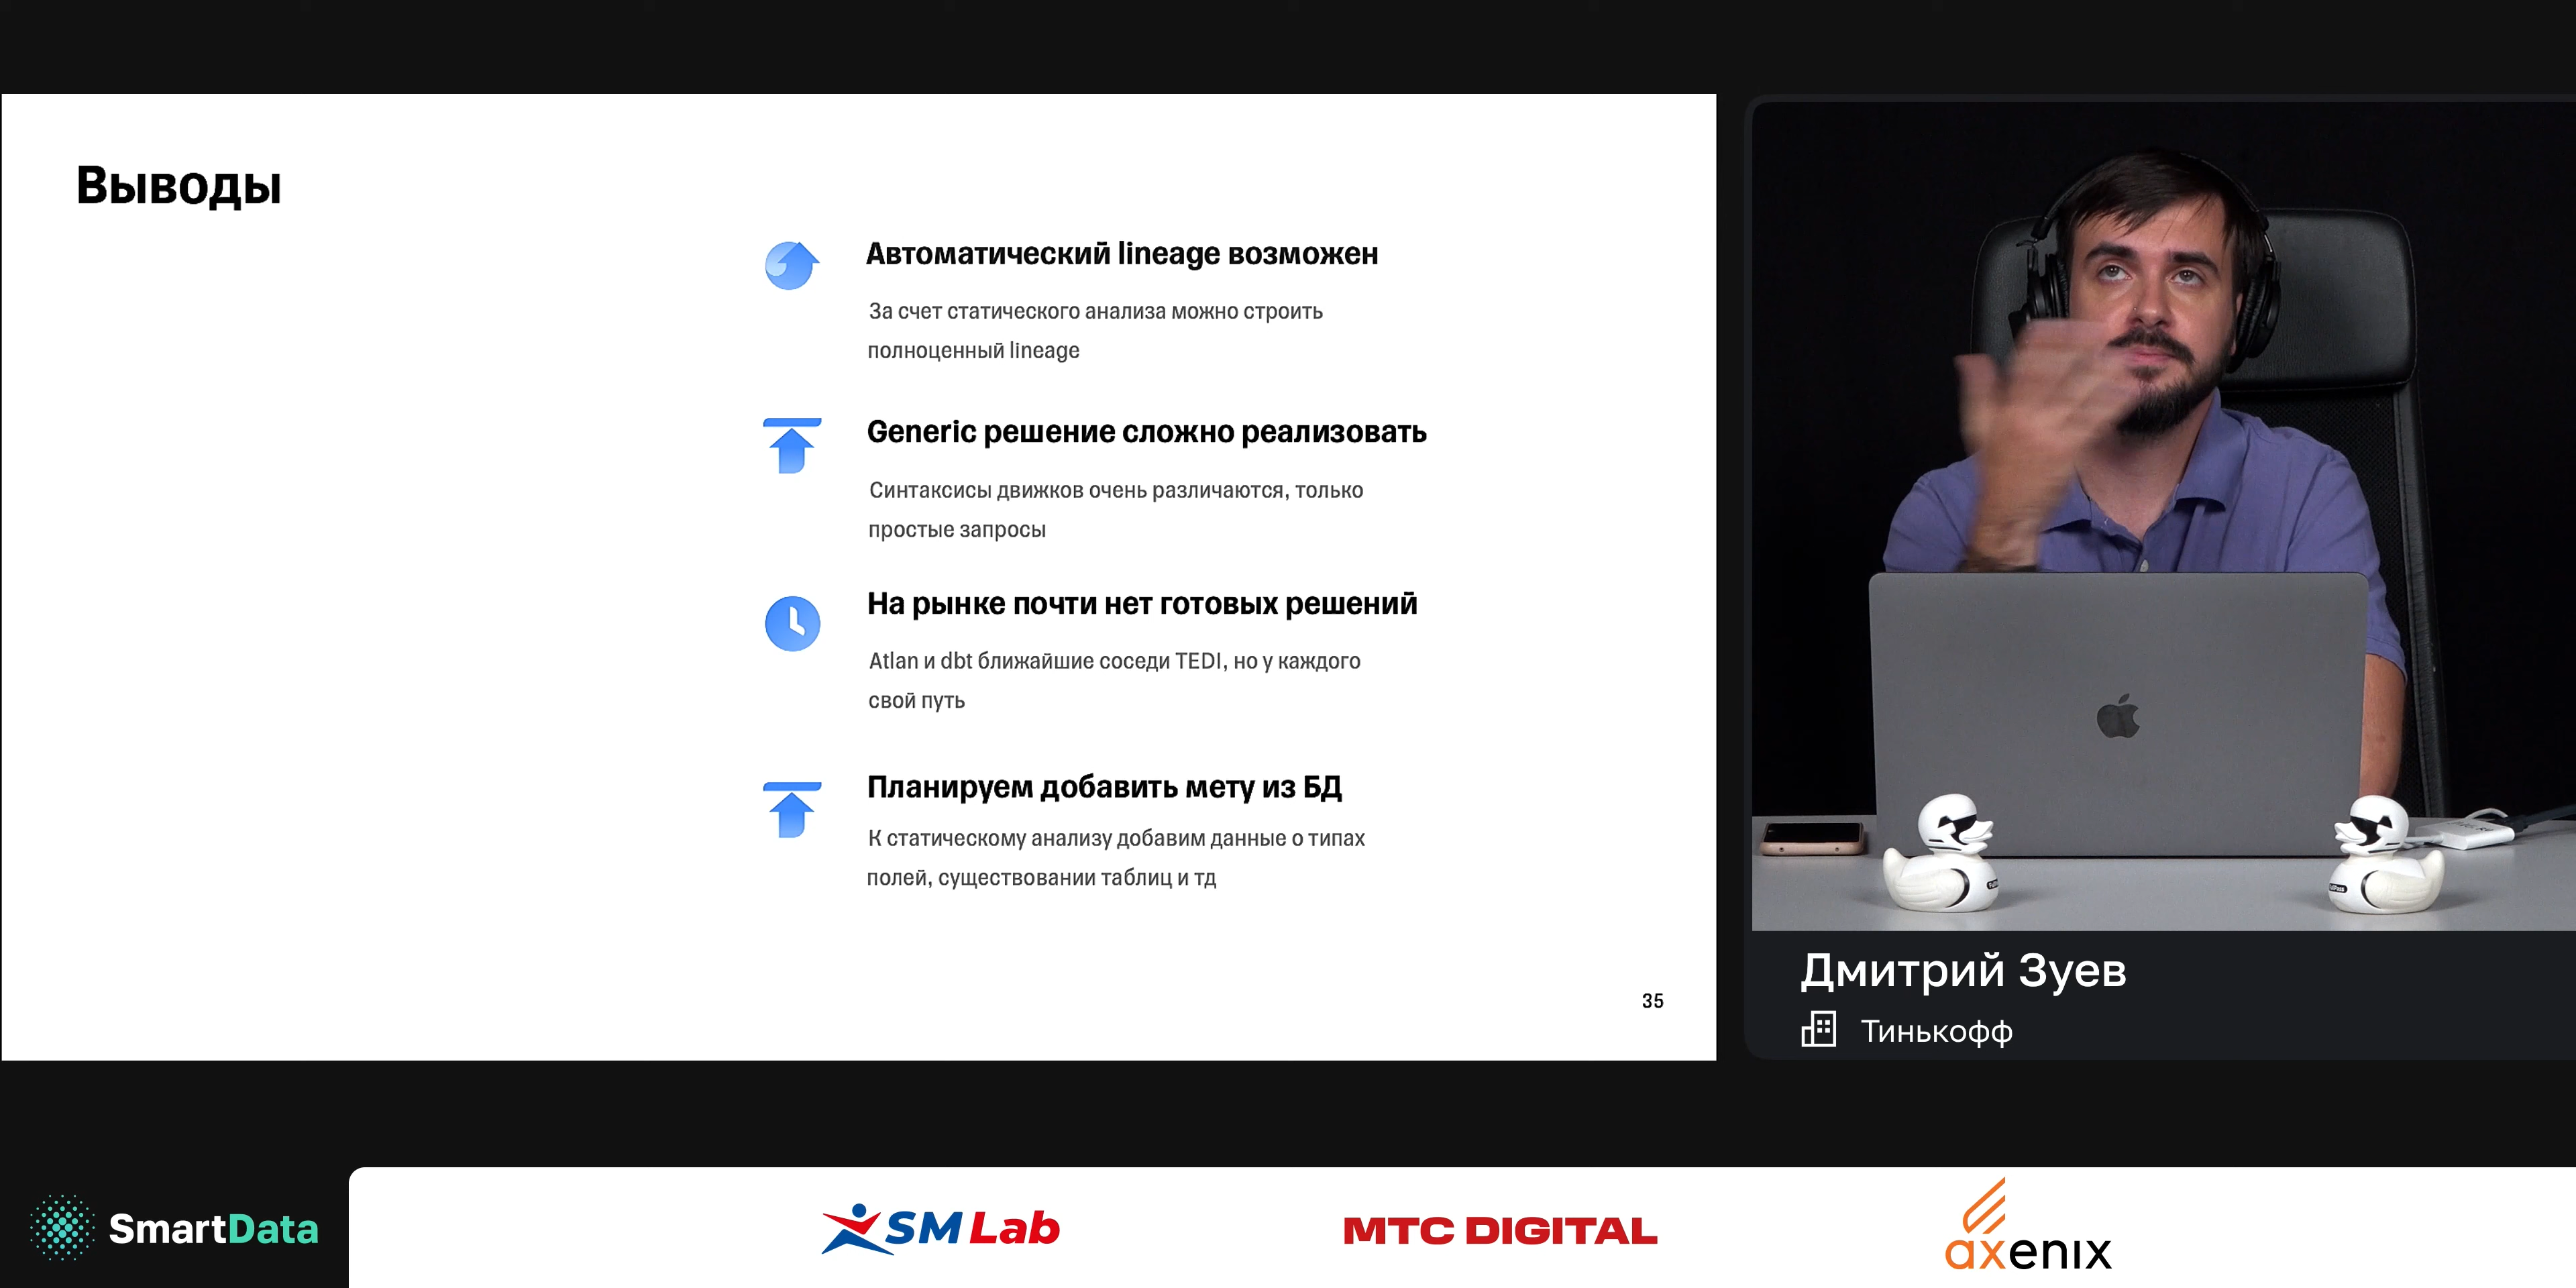 Выводы
Автоматический lineage возможен
За счет статического анализа можно строить
полноценный lineage
Generic решение сложно реализовать
Синтаксисы движков очень различаются, только
простые запросы
На рынке почти нет готовых решений
Atlan и dbt ближайшие соседи TEDI, но у каждого
свой путь
Планируем добавить мету из БД
К статическому анализу добавим данные о типах
полей, существовании таблиц и тд
35
Дмитрий Зуев
Тинькофф
SmartData
SM Lab
МТС DIGITAL
axenix